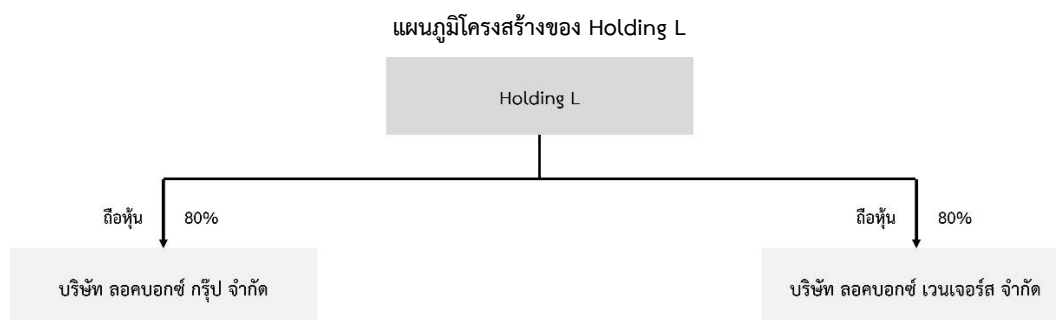 แผนภูมิโครงสร้างของ Holding L
Holding L
ถือหุ้น 80%
ถือหุ้น 80%
บริษัท ลอคบอกซ์ กรุ๊ป จำกัด
บริษัท ลอคบอกซ์ เวนเจอร์ส จำกัด